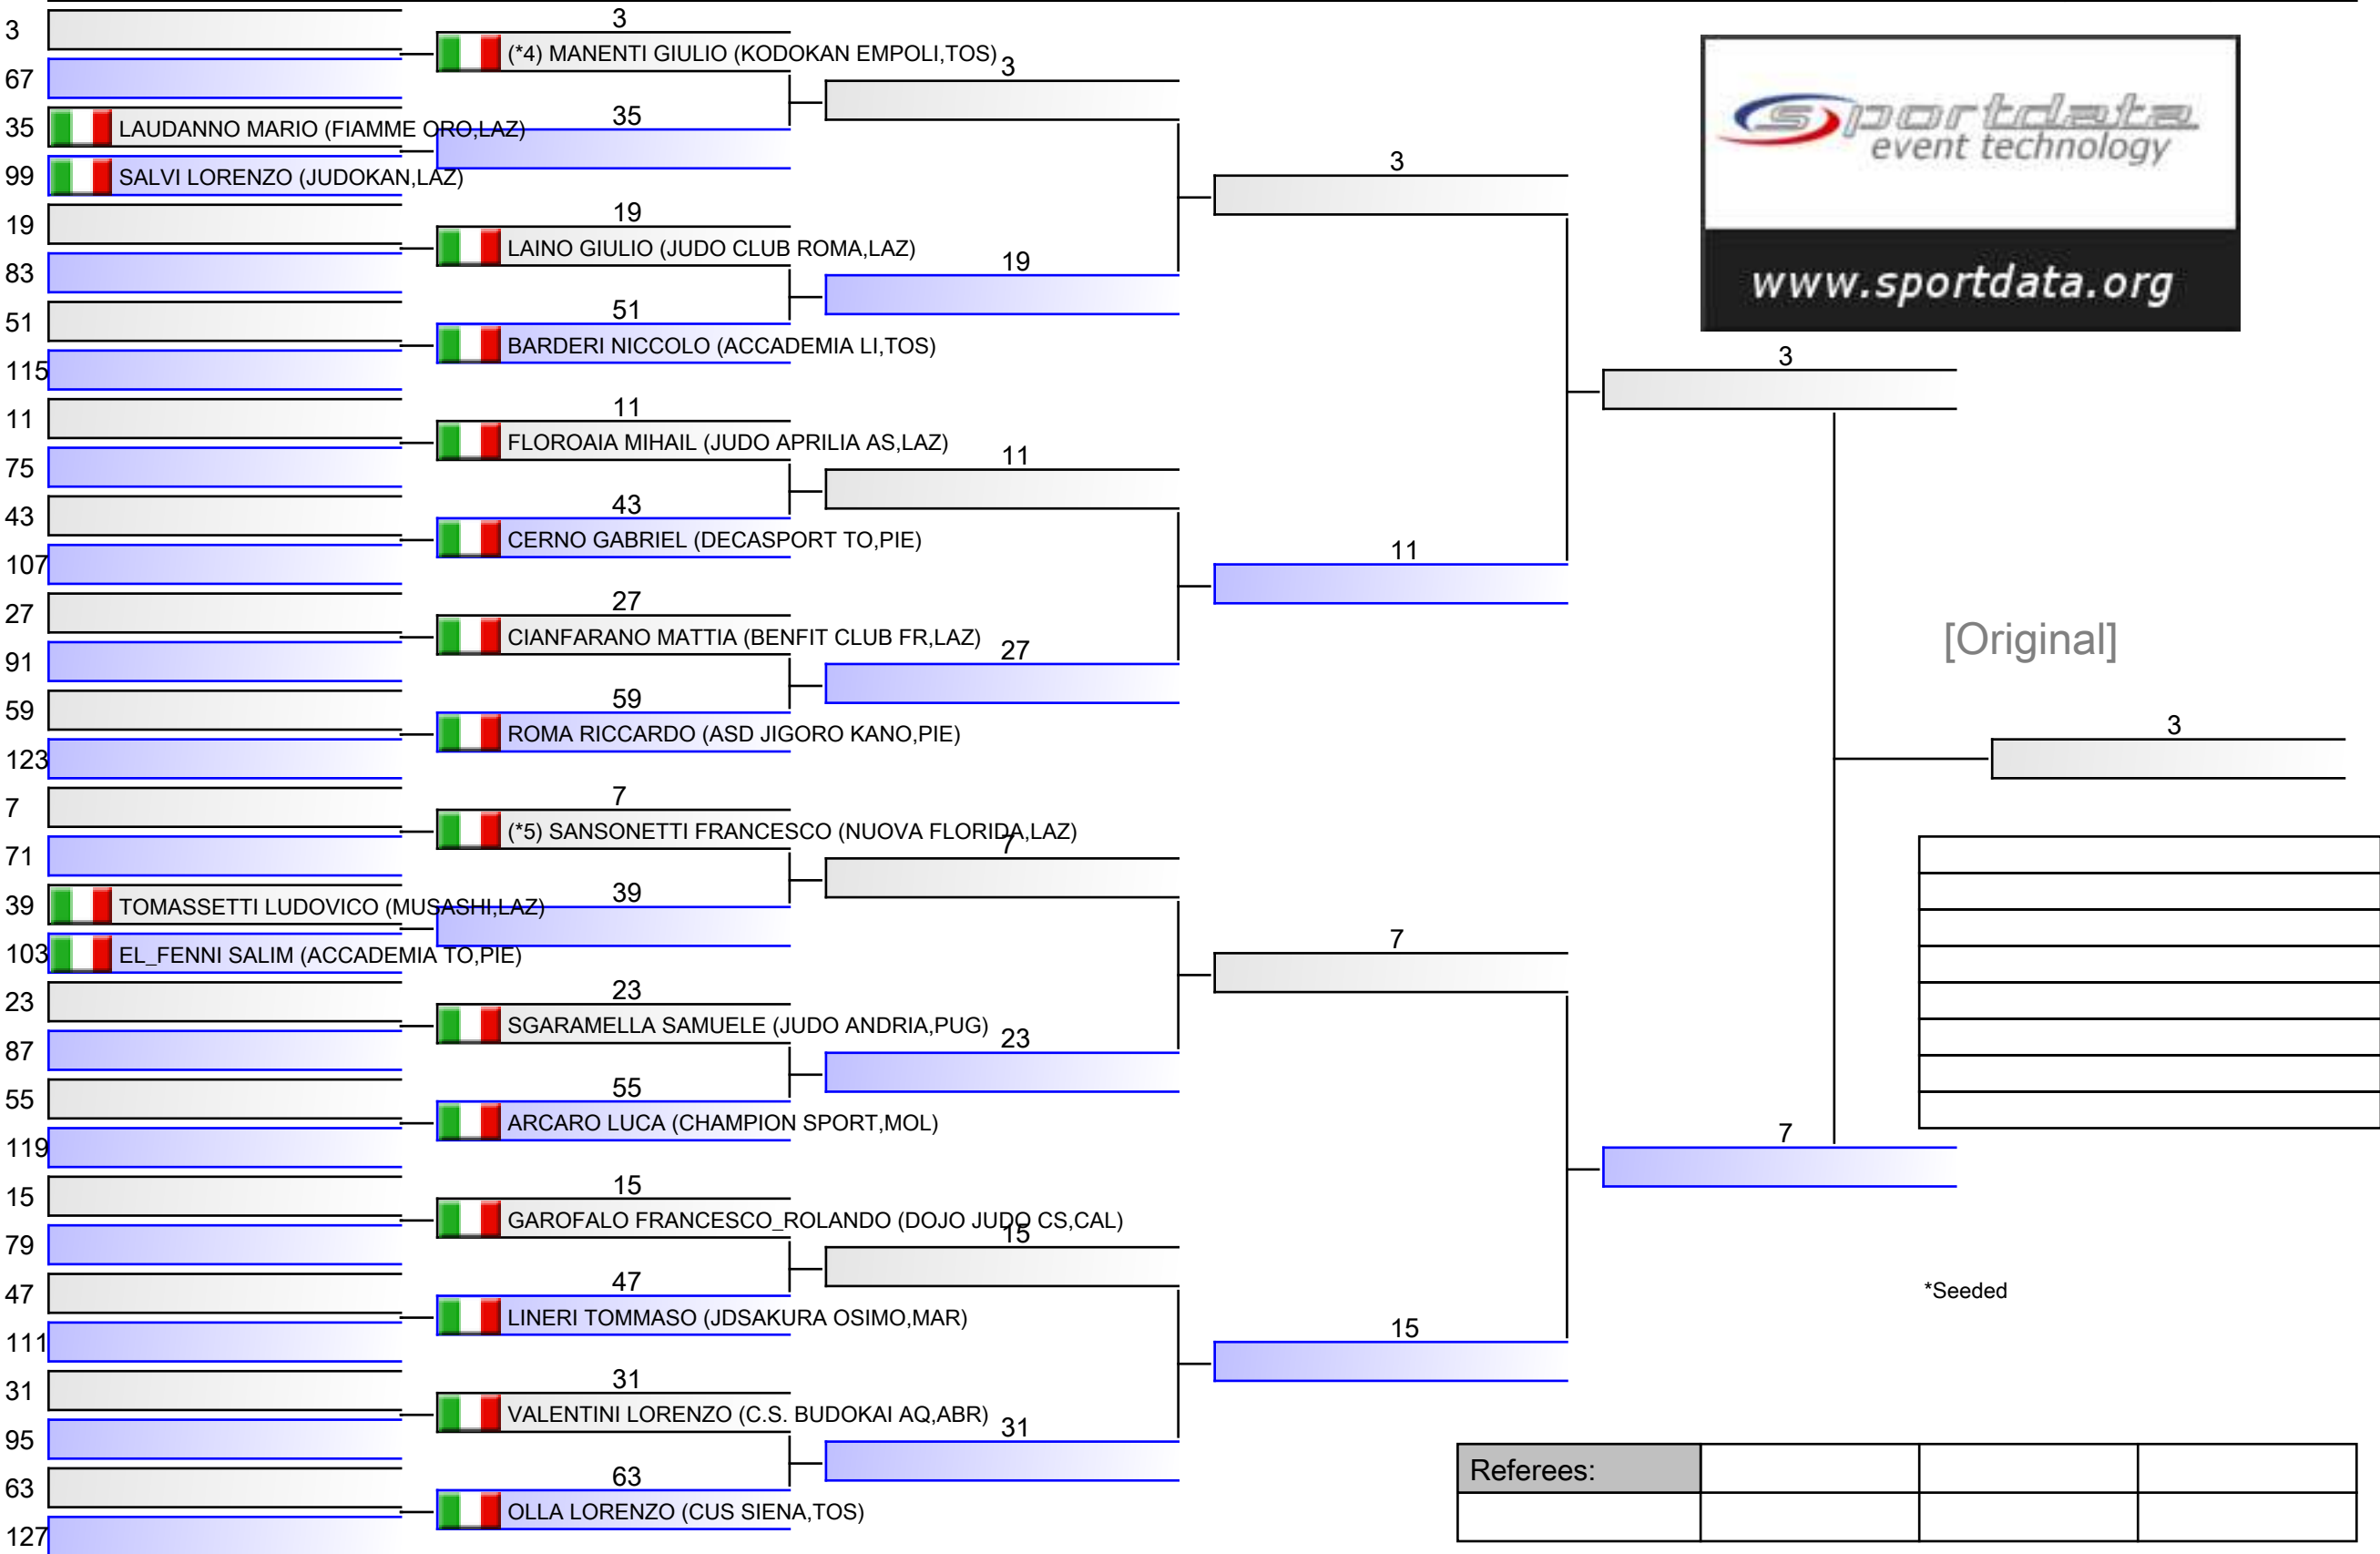 3
67
35 LAUDANNO MARIO (FIAMME ORO,LAZ)
99 SALVI LORENZO (JUDOKAN,LAZ)
19
83
51
115
11
75
43
107
27
91
59
123
7
71
39 TOMASSETTI LUDOVICO (MUSASHI,LAZ)
103 EL_FENNI SALIM (ACCADEMIA TO,PIE)
23
87
55
119
15
79
47
111
31
95
63
127
3
(*4) MANENTI GIULIO (KODOKAN EMPOLI,TOS)
35
19
LAINO GIULIO (JUDO CLUB ROMA,LAZ)
51
BARDERI NICCOLO (ACCADEMIA LI,TOS)
11
FLOROAIA MIHAIL (JUDO APRILIA AS,LAZ)
43
CERNO GABRIEL (DECASPORT TO,PIE)
27
CIANFARANO MATTIA (BENFIT CLUB FR,LAZ)
59
ROMA RICCARDO (ASD JIGORO KANO,PIE)
7
(*5) SANSONETTI FRANCESCO (NUOVA FLORIDA,LAZ)
39
23
SGARAMELLA SAMUELE (JUDO ANDRIA,PUG)
55
ARCARO LUCA (CHAMPION SPORT,MOL)
15
GAROFALO FRANCESCO_ROLANDO (DOJO JUDO CS,CAL)
47
LINERI TOMMASO (JDSAKURA OSIMO,MAR)
31
VALENTINI LORENZO (C.S. BUDOKAI AQ,ABR)
63
OLLA LORENZO (CUS SIENA,TOS)
3
19
11
27
7
23
15
31
3
11
7
15
3
7
3
sportdata
event technology
www.sportdata.org
[Original]
*Seeded
Referees: